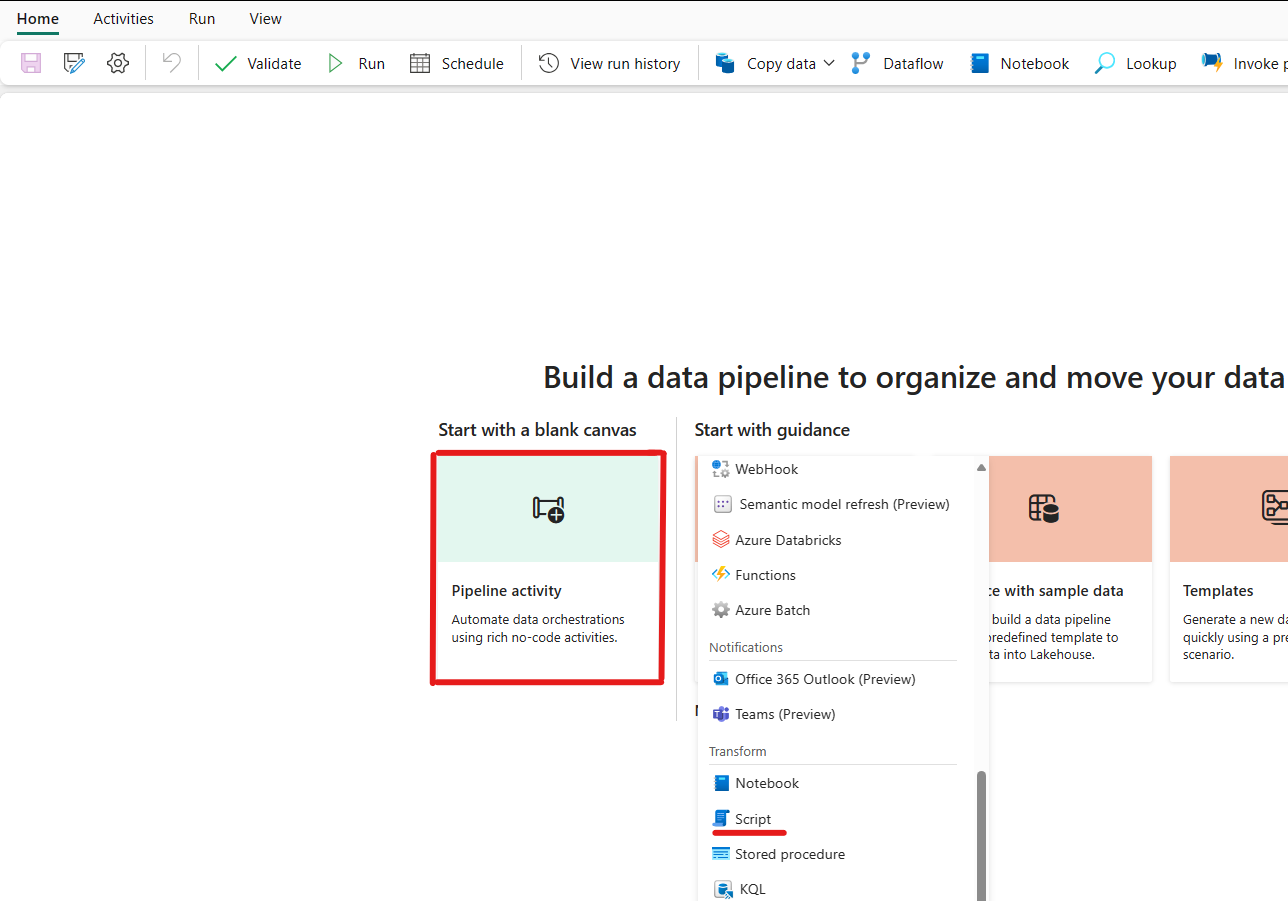 Home Activities Run View
Validate Run Schedule View run history Copy data Dataflow Notebook Lookup Invoke
Build a data pipeline to organize and move your data
Start with a blank canvas
Start with guidance
Pipeline activity
Automate data orchestrations
using rich no-code activities.
WebHook
Semantic model refresh (Preview)
Azure Databricks
Functions
Azure Batch
Notifications
Office 365 Outlook (Preview)
Teams (Preview)
Transform
Notebook
Script
Stored procedure
KQL
with sample data
build a data pipeline
predefined template to
into Lakehouse.
Templates
Generate a new
quickly using a
scenario.